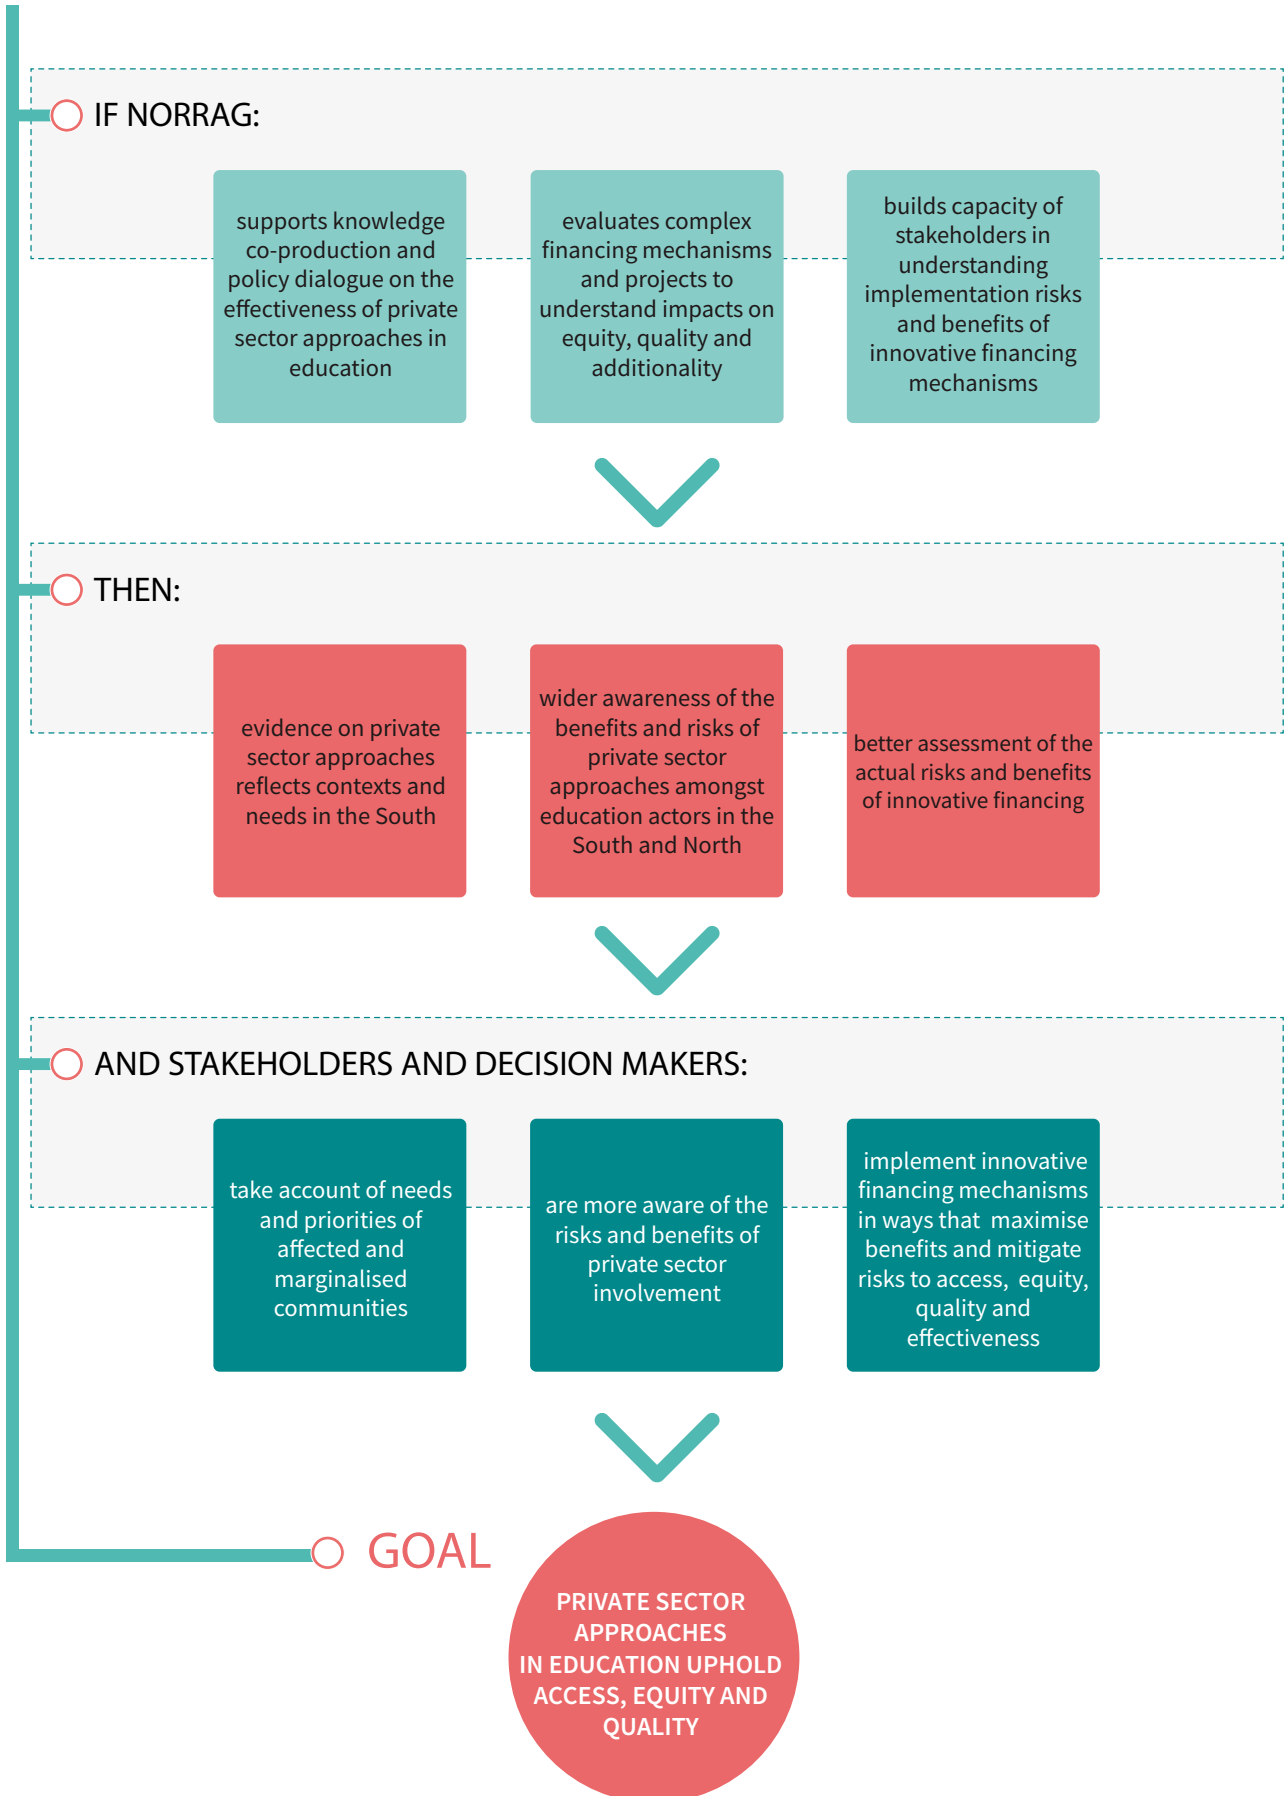 IF NORRAG:
supports knowledge
co-production and
policy dialogue on the
effectiveness of private
sector approaches in
education
evaluates complex
financing mechanisms
and projects to
understand impacts on
equity, quality and
additionality
builds capacity of
stakeholders in
understanding
implementation risks
and benefits of
innovative financing
mechanisms
THEN:
evidence on private
sector approaches
reflects contexts and
needs in the South
wider awareness of the
benefits and risks of
private sector
approaches amongst
education actors in the
South and North
better assessment of the
actual risks and benefits
of innovative financing
AND STAKEHOLDERS AND DECISION MAKERS:
take account of needs
and priorities of
affected and
marginalised
communities
are more aware of the
risks and benefits of
private sector
involvement
implement innovative
financing mechanisms
in ways that maximise
benefits and mitigate
risks to access, equity,
quality and
effectiveness
GOAL
PRIVATE SECTOR
APPROACHES
IN EDUCATION UPHOLD
ACCESS, EQUITY AND
QUALITY